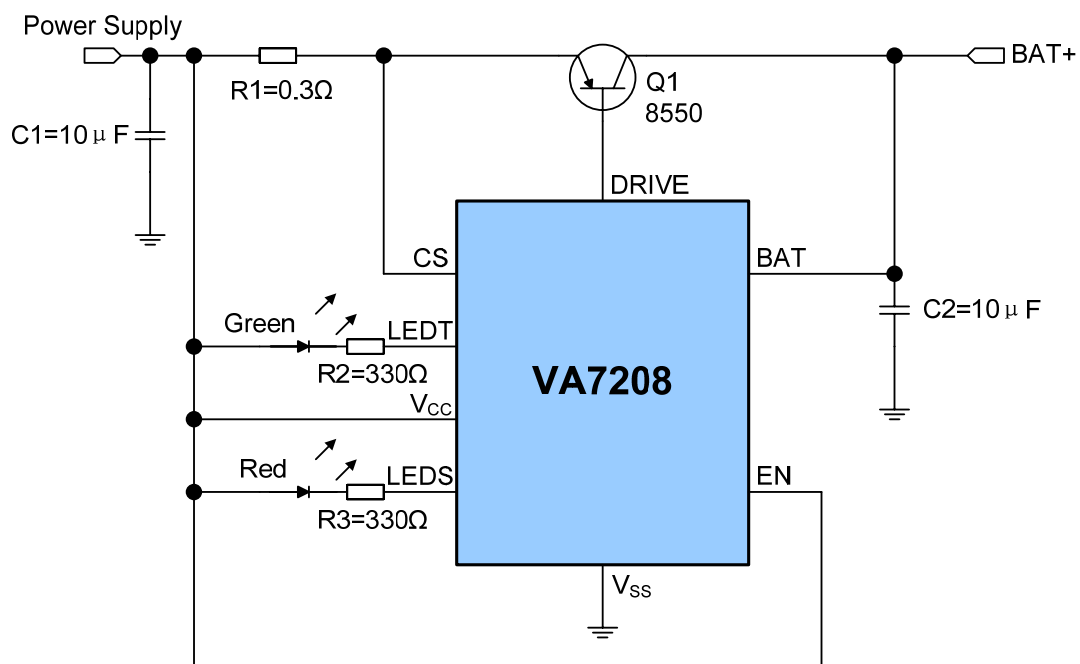 Power Supply
BAT+
R1=0.3Ω
Q1
8550
C1=10μF
DRIVE
CS
BAT
Green
LEDT
C2=10μF
R2=330Ω
VA7208
VCC
Red
LEDS
EN
R3=330Ω
VSS